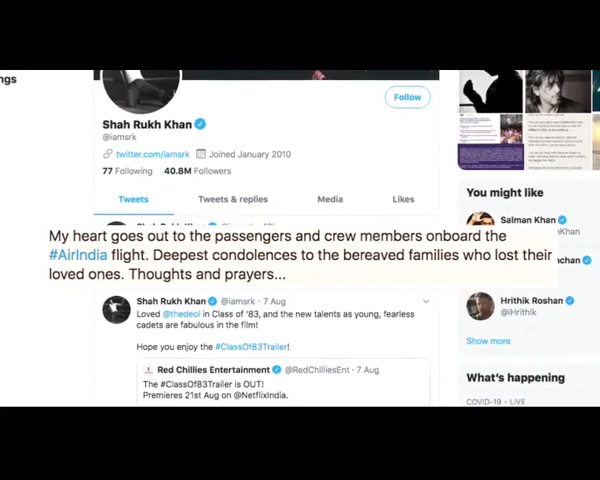 ngs
Follow
Shah Rukh Khan
@iamsrk
twitter.com/iamsrk Joined January 2010
77 Following 40.8M Followers
Tweets Tweets & replies Media Likes
My heart goes out to the passengers and crew members onboard the
#AirIndia flight. Deepest condolences to the bereaved families who lost their
loved ones. Thoughts and prayers...
Shah Rukh Khan @iamsrk · 7 Aug
Loved @thedeol in Class of '83, and the new talents as young, fearless
cadets are fabulous in the film!
Hope you enjoy the #ClassOf83Trailer!
Red Chillies Entertainment @RedChilliesEnt · 7 Aug
The #ClassOf83Trailer is OUT!
Premieres 21st Aug on @NetflixIndia.
You might like
Salman Khan
chchan
Hrithik Roshan
@iHrithik
Show more
What's happening
COVID-19 · LIVE